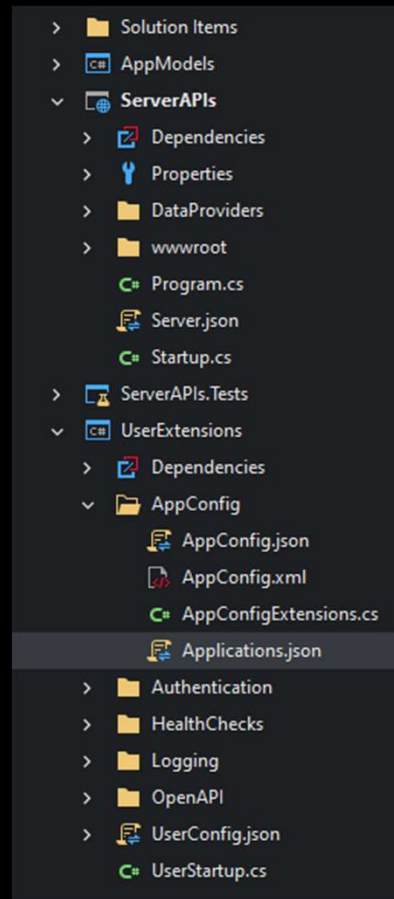 Solution Items
AppModels
ServerAPIs
Dependencies
Properties
DataProviders
wwwroot
Program.cs
Server.json
Startup.cs
ServerAPIs.Tests
UserExtensions
Dependencies
AppConfig
AppConfig.json
AppConfig.xml
AppConfigExtensions.cs
Applications.json
Authentication
HealthChecks
Logging
OpenAPI
UserConfig.json
UserStartup.cs